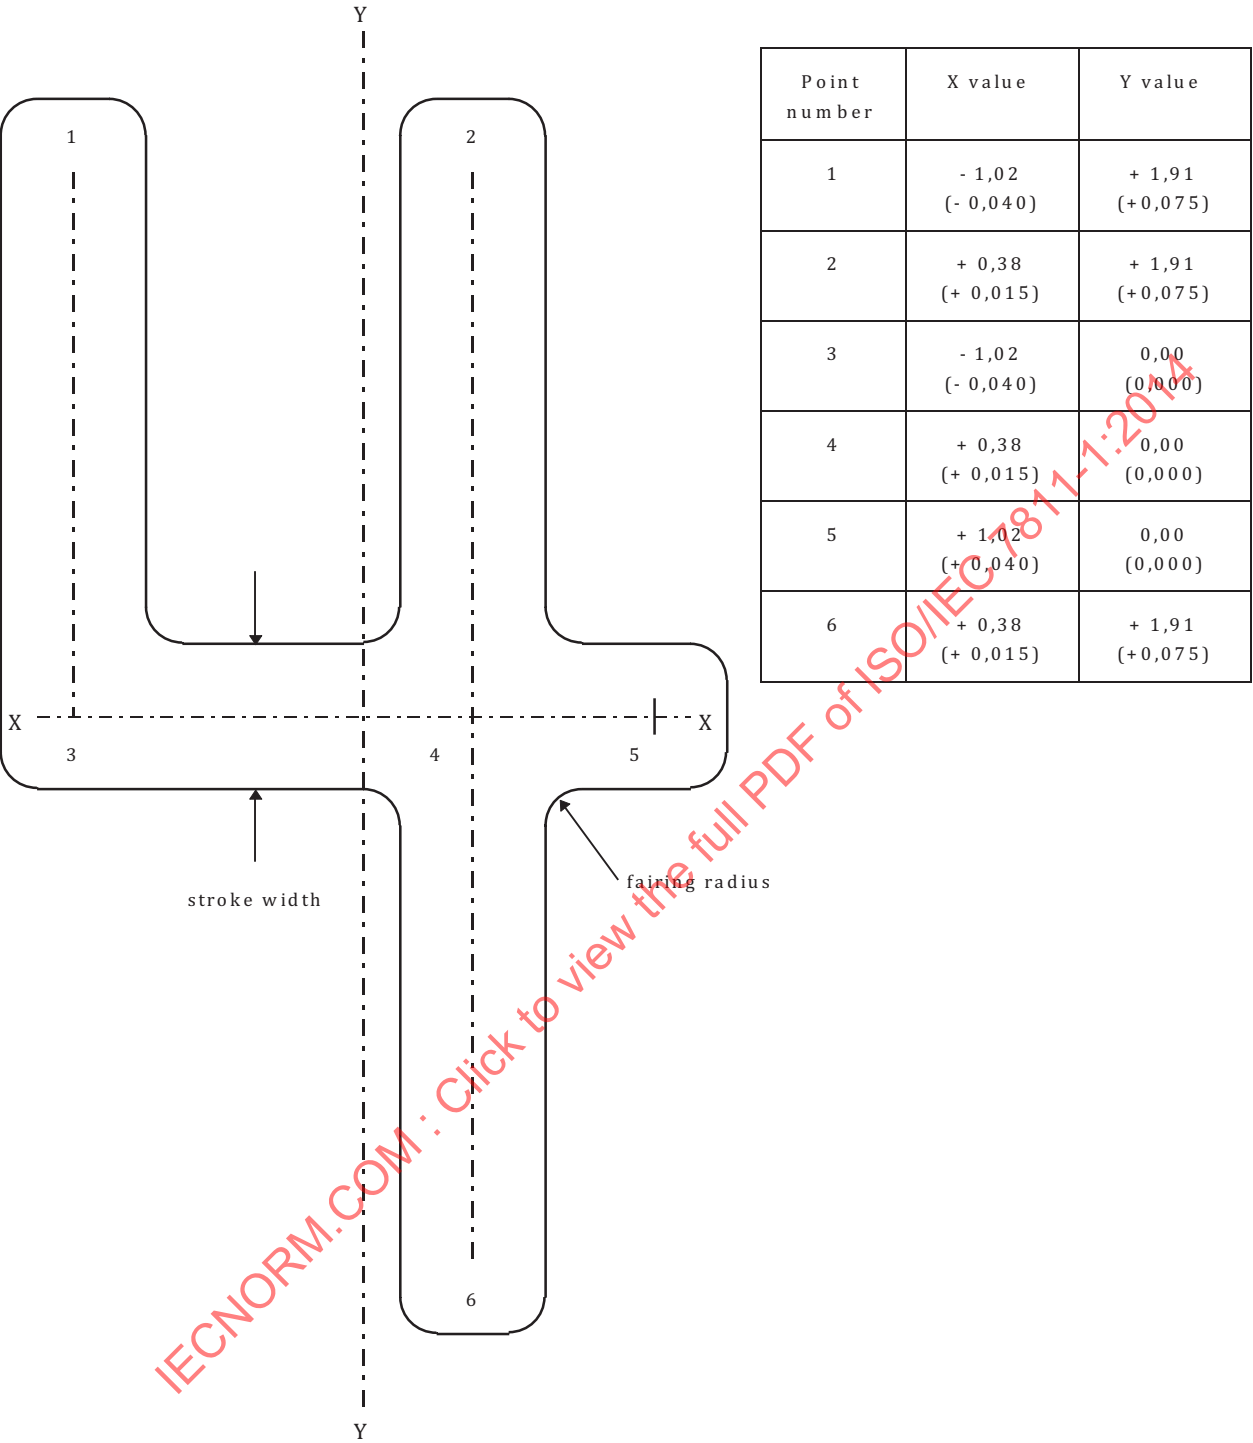 Y
1
2
X
X
3
4
5
stroke width
fairing radius
6
Y
Point number	X value	Y value
1	- 1,02 (- 0,040)	+ 1,91 (+0,075)
2	+ 0,38 (+ 0,015)	+ 1,91 (+0,075)
3	- 1,02 (- 0,040)	0,00 (0,000)
4	+ 0,38 (+ 0,015)	0,00 (0,000)
5	+ 1,02 (+ 0,040)	0,00 (0,000)
6	+ 0,38 (+ 0,015)	+ 1,91 (+0,075)
IECNORM.COM : Click to view the full PDF of ISO/IEC 7811-1:2014